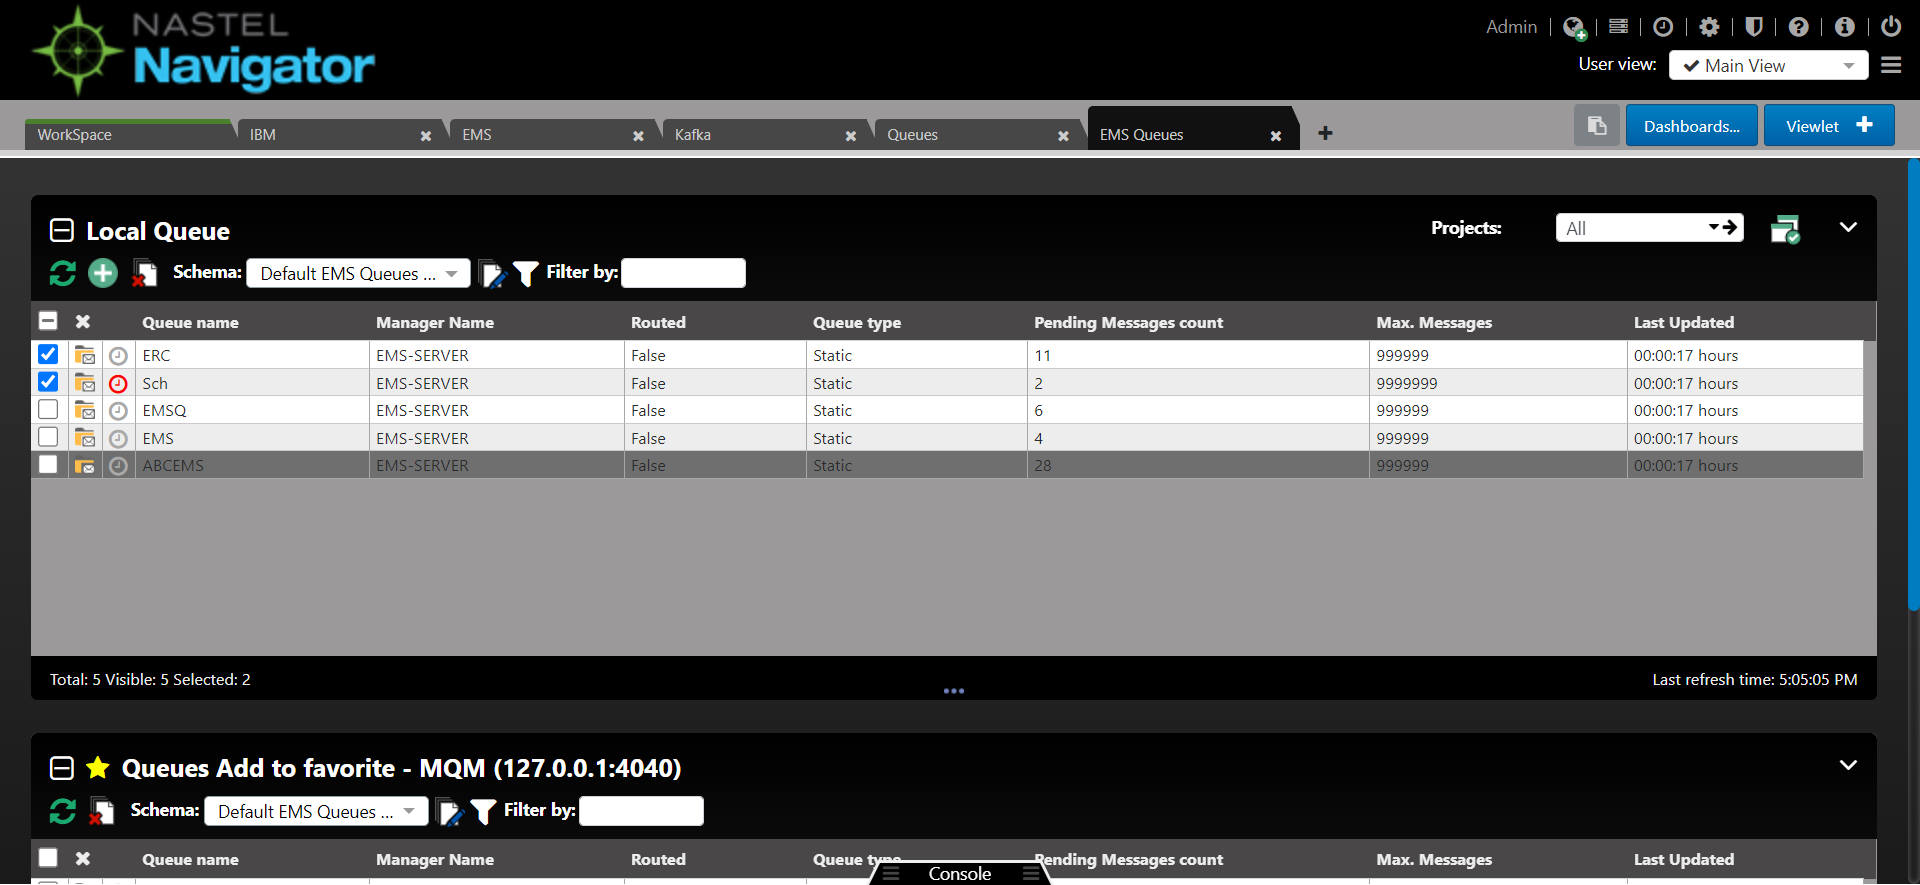 NASTEL
Navigator
Admin
User view: Main View
WorkSpace IBM EMS Kafka Queues EMS Queues Dashboards... Viewlet
Local Queue Projects: All
Schema: Default EMS Queues ... Filter by:
Queue name Manager Name Routed Queue type Pending Messages count Max. Messages Last Updated
ERC EMS-SERVER False Static 11 999999 00:00:17 hours
Sch EMS-SERVER False Static 2 9999999 00:00:17 hours
EMSQ EMS-SERVER False Static 6 999999 00:00:17 hours
EMS EMS-SERVER False Static 4 999999 00:00:17 hours
ABCEMS EMS-SERVER False Static 28 999999 00:00:17 hours
Total: 5 Visible: 5 Selected: 2 Last refresh time: 5:05:05 PM
Queues Add to favorite - MQM (127.0.0.1:4040)
Schema: Default EMS Queues ... Filter by:
Queue name Manager Name Routed Queue type Pending Messages count Max. Messages Last Updated
Console